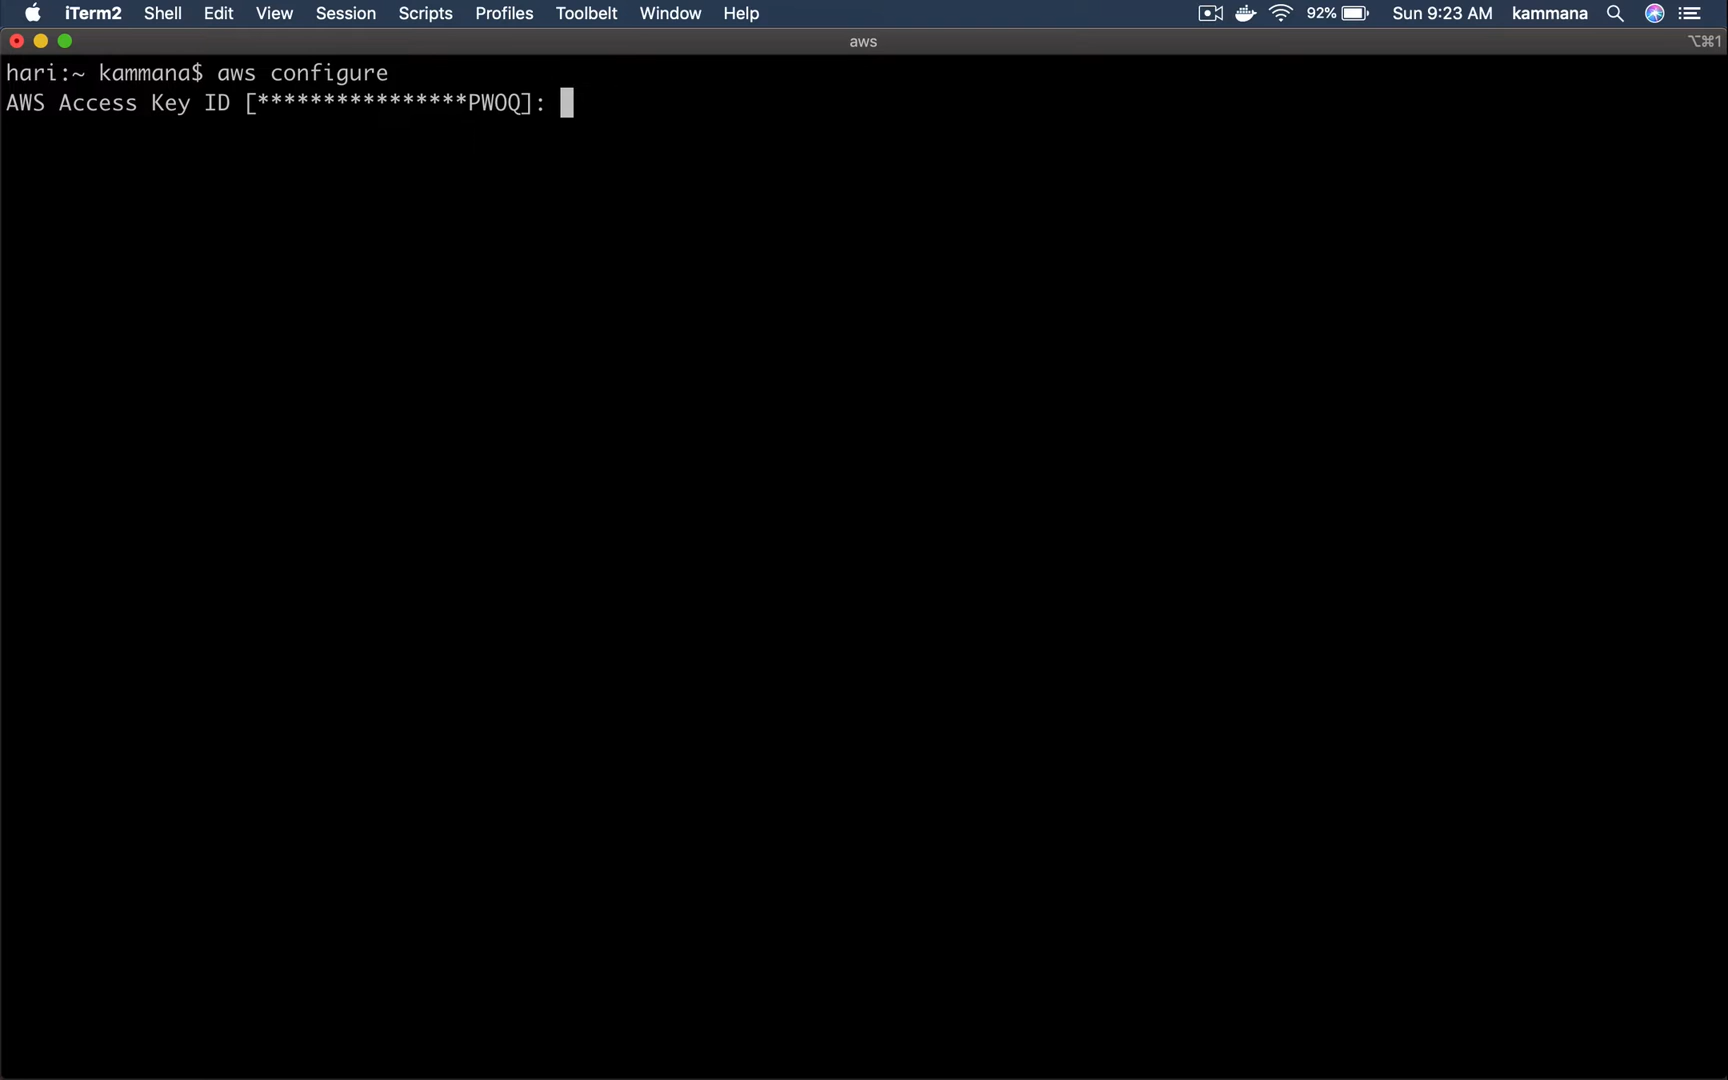 iTerm2 Shell Edit View Session Scripts Profiles Toolbelt Window Help 92% Sun 9:23 AM kammana
aws ⌥⌘1
hari:~ kammana$ aws configure
AWS Access Key ID [****************PWOQ]: